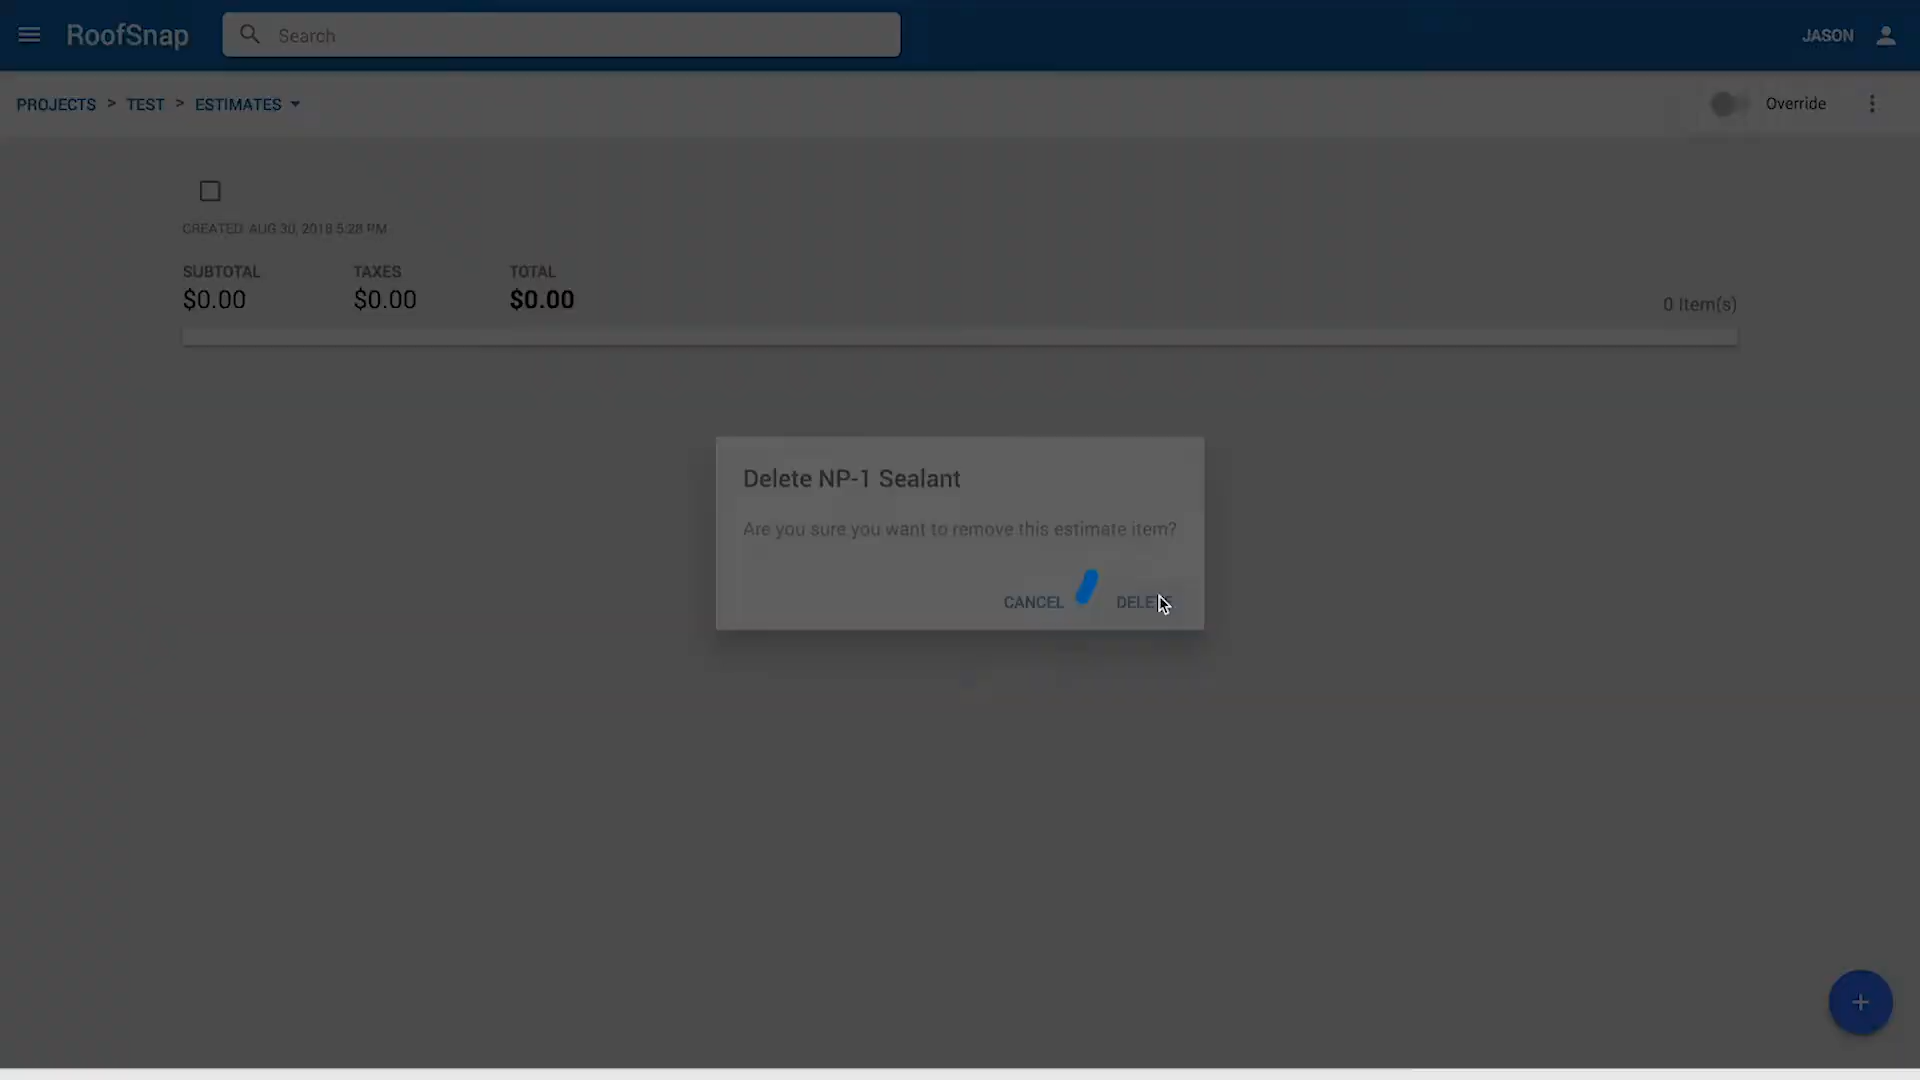 RoofSnap
Search
JASON
PROJECTS > TEST > ESTIMATES
Override
CREATED: AUG 30, 2018 5:28 PM
SUBTOTAL TAXES TOTAL
$0.00 $0.00 $0.00
0 Item(s)
Delete NP-1 Sealant
Are you sure you want to remove this estimate item?
CANCEL DELETE